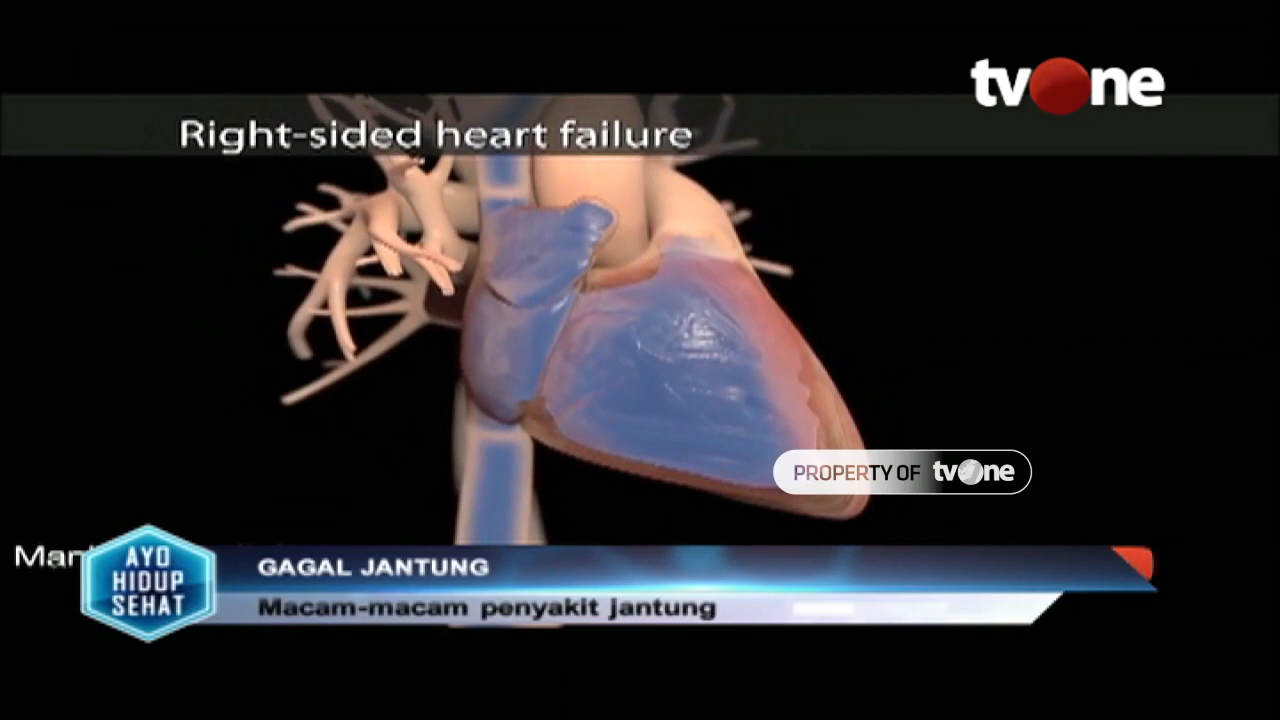 tvOne
Right-sided heart failure
PROPERTY OF tvOne
AYO
HIDUP
SEHAT
GAGAL JANTUNG
Macam-macam penyakit jantung